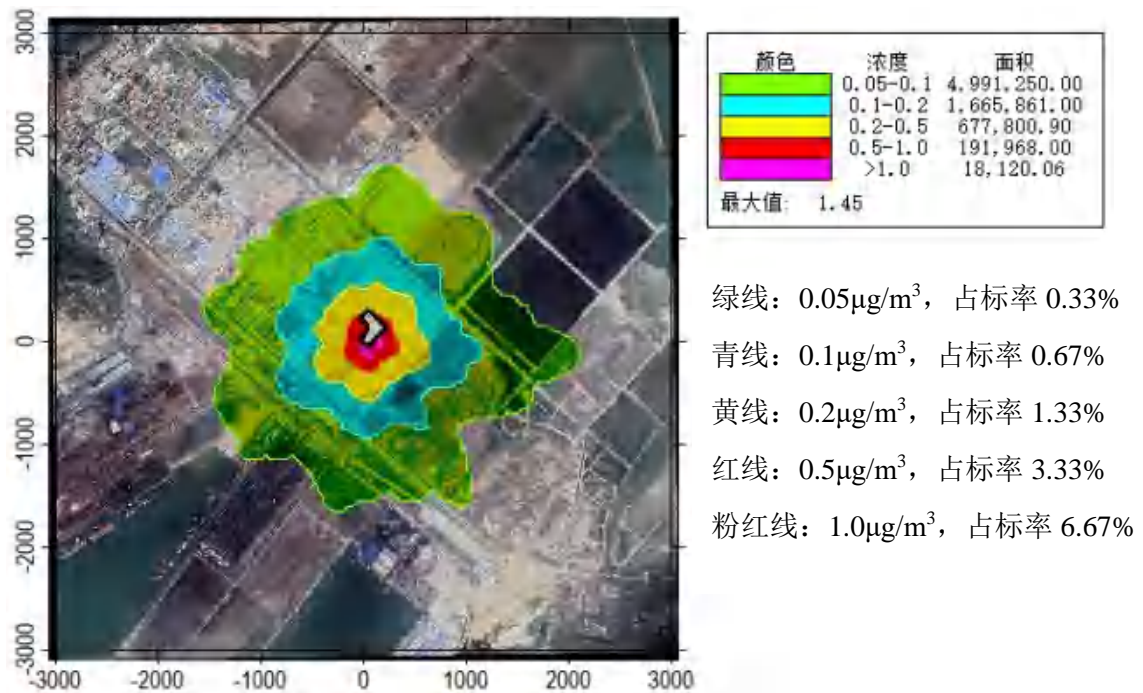 颜色 浓度 面积
0.05-0.1 4,991,250.00
0.1-0.2 1,665,861.00
0.2-0.5 677,800.90
0.5-1.0 191,968.00
>1.0 18,120.06
最大值: 1.45
绿线：0.05μg/m³，占标率 0.33%
青线：0.1μg/m³，占标率 0.67%
黄线：0.2μg/m³，占标率 1.33%
红线：0.5μg/m³，占标率 3.33%
粉红线：1.0μg/m³，占标率 6.67%
3000
2000
1000
0
-1000
-2000
-3000
-3000 -2000 -1000 0 1000 2000 3000